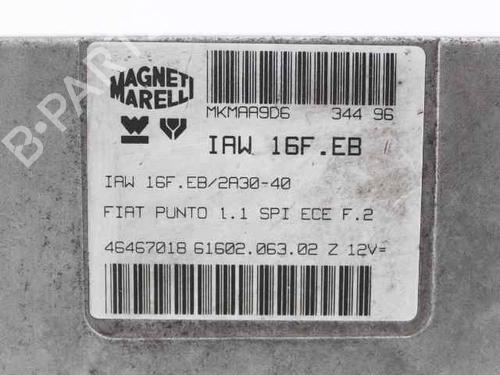 MAGNETI
MARELLI
MKMAA9D6 344 96
IAW 16F.EB
IAW 16F.EB/2A30-40
FIAT PUNTO 1.1 SPI ECE F.2
46467018 61602.063.02 Z 12V=
B-PARTS